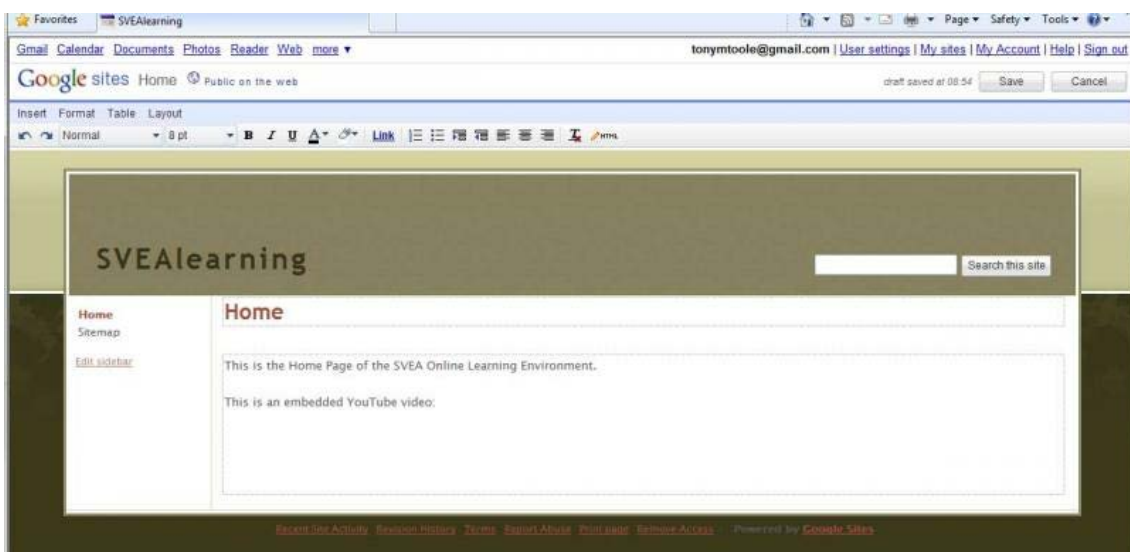 Favorites SVEAlearning Page Safety Tools
Gmail Calendar Documents Photos Reader Web more tonymtoole@gmail.com | User settings | My sites | My Account | Help | Sign out
Google sites Home Public on the web draft saved at 08:54 Save Cancel
Insert Format Table Layout
Normal 8 pt B I U A Link HTML
SVEAlearning
Search this site
Home
Home
Sitemap
Edit sidebar
This is the Home Page of the SVEA Online Learning Environment.
This is an embedded YouTube video:
Recent Site Activity Revision History Terms Report Abuse Print page Remove Access Powered by Google Sites